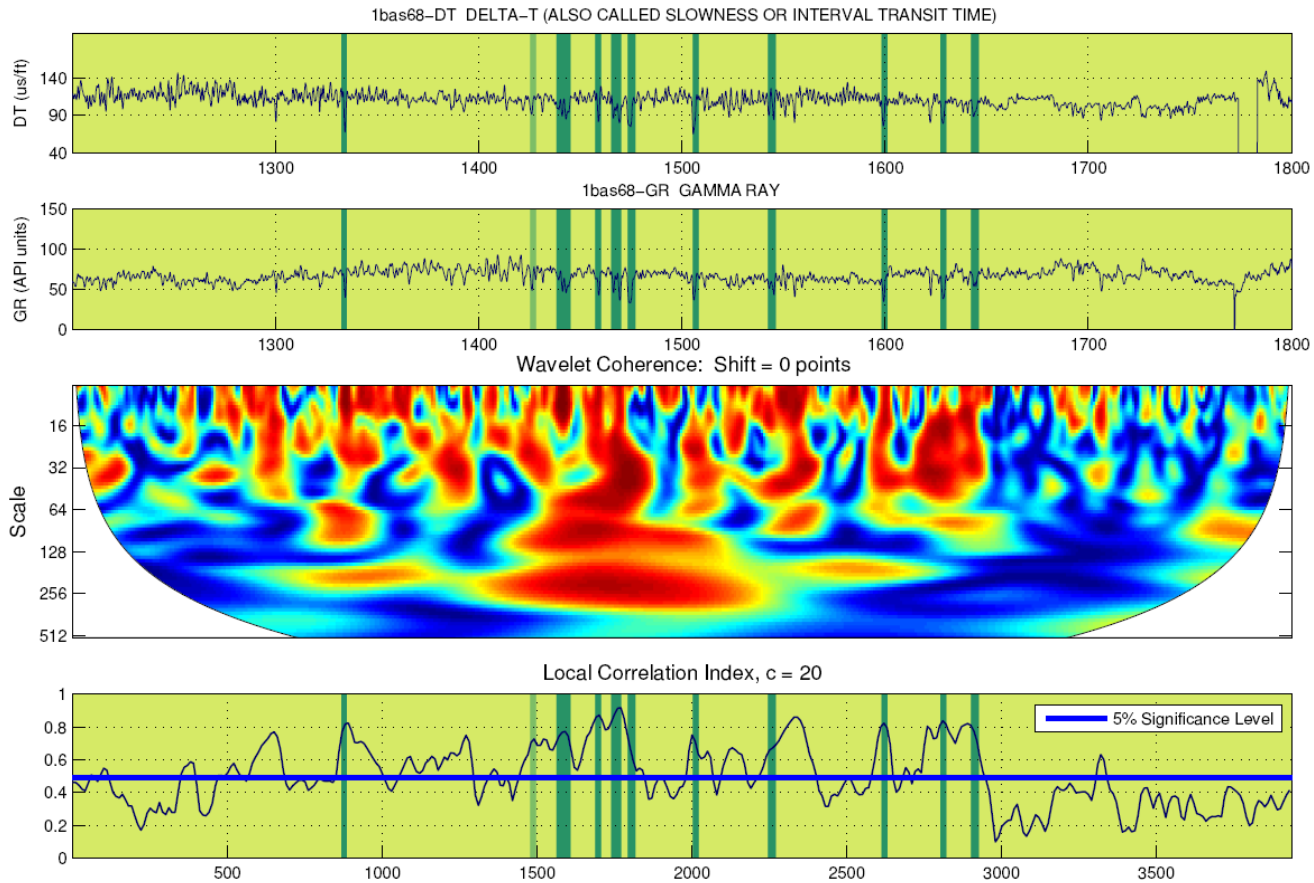 1bas68-DT DELTA-T (ALSO CALLED SLOWNESS OR INTERVAL TRANSIT TIME)
DT (us/ft)
140
90
40
1300 1400 1500 1600 1700 1800
1bas68-GR GAMMA RAY
GR (API units)
150
100
50
0
1300 1400 1500 1600 1700 1800
Wavelet Coherence: Shift = 0 points
Scale
16
32
64
128
256
512
Local Correlation Index, c = 20
1
0.8
0.6
0.4
0.2
0
5% Significance Level
500 1000 1500 2000 2500 3000 3500